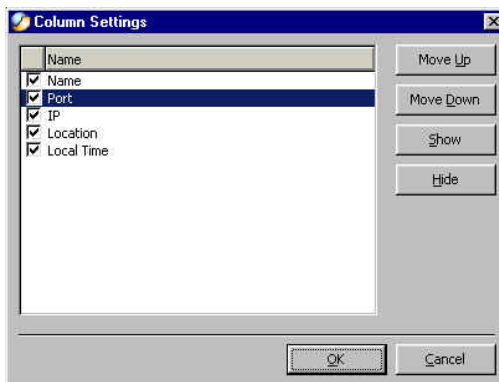 Column Settings
Name
Name
Port
IP
Location
Local Time
Move Up
Move Down
Show
Hide
OK
Cancel